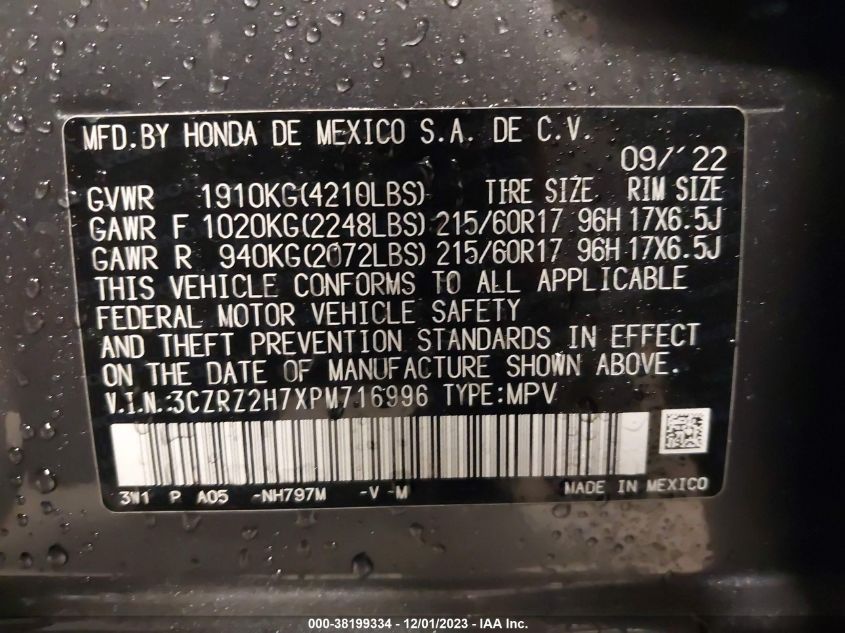 MFD.BY HONDA DE MEXICO S.A. DE C.V.
09/'22
GVWR 1910KG(4210LBS) TIRE SIZE RIM SIZE
GAWR F 1020KG(2248LBS) 215/60R17 96H 17X6.5J
GAWR R 940KG(2072LBS) 215/60R17 96H 17X6.5J
THIS VEHICLE CONFORMS TO ALL APPLICABLE
FEDERAL MOTOR VEHICLE SAFETY
AND THEFT PREVENTION STANDARDS IN EFFECT
ON THE DATE OF MANUFACTURE SHOWN ABOVE.
V.I.N.:3CZRZ2H7XPM716996 TYPE:MPV
3W1 P A05 -NH797M -V -M MADE IN MEXICO
000-38199334 - 12/01/2023 - IAA Inc.